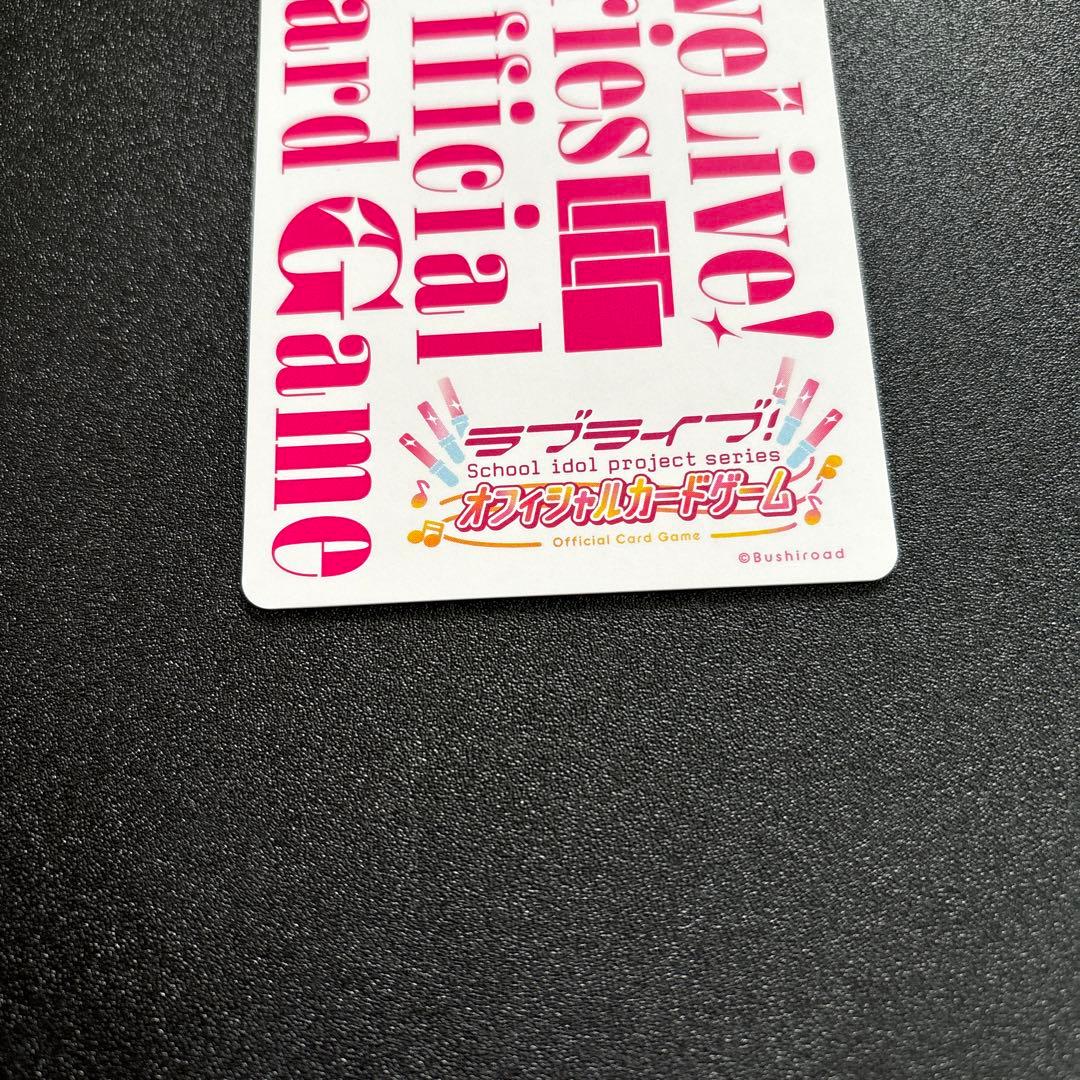 veLive!
ries
fficial
ard Game
ラブライブ!
School idol project series
オフィシャルカードゲーム
Official Card Game
©Bushiroad